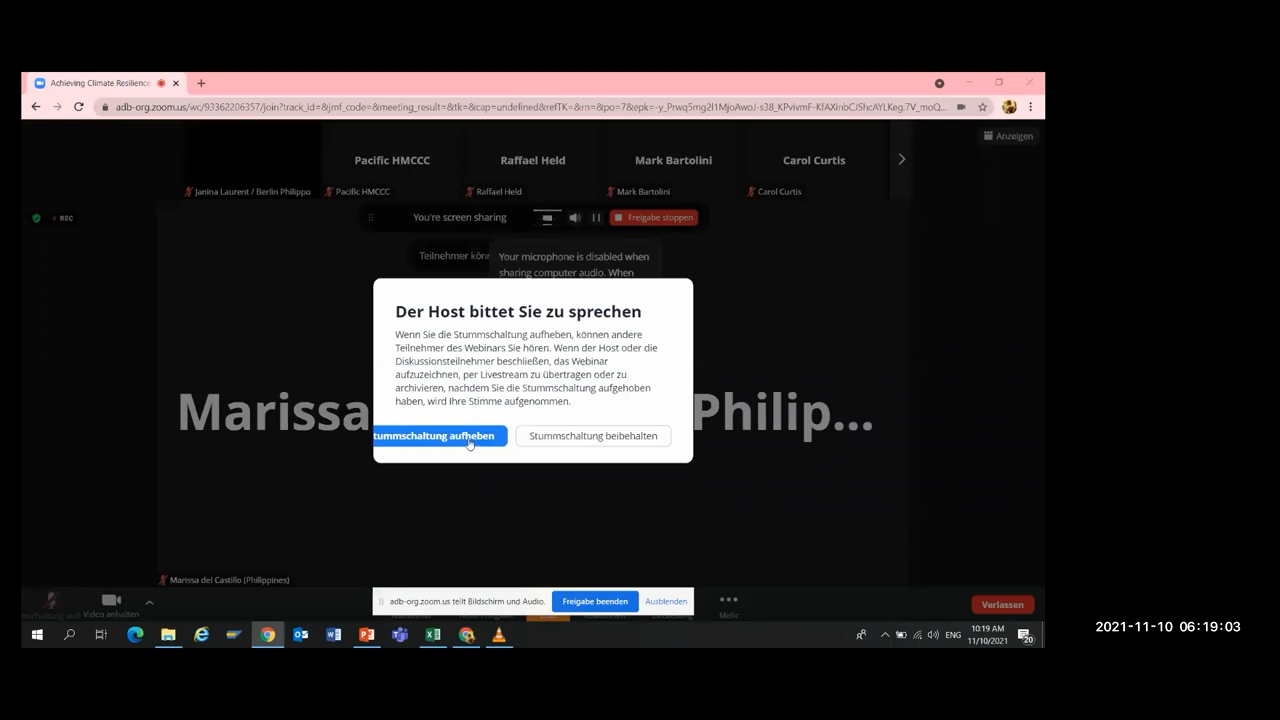 Achieving Climate Resilience
adb-org.zoom.us/wc/93362206357/join?track_id=&jmf_code=&meeting_result=&tk=&cap=undefined&refTK=&rn=&po=7&epk=
Anzeigen
Pacific HMCCC
Raffael Held
Mark Bartolini
Carol Curtis
Janina Laurent / Berlin Philippo
Pacific HMCCC
Raffael Held
Mark Bartolini
Carol Curtis
REC
You're screen sharing
Freigabe stoppen
Teilnehmer könn
Your microphone is disabled when
sharing computer audio. When
Der Host bittet Sie zu sprechen
Wenn Sie die Stummschaltung aufheben, können andere
Teilnehmer des Webinars Sie hören. Wenn der Host oder die
Diskussionsteilnehmer beschließen, das Webinar
aufzuzeichnen, per Livestream zu übertragen oder zu
archivieren, nachdem Sie die Stummschaltung aufgehoben
haben, wird Ihre Stimme aufgenommen.
Marissa
Philip...
tummschaltung aufheben
Stummschaltung beibehalten
Marissa del Castillo (Philippines)
Video anhalten
adb-org.zoom.us teilt Bildschirm und Audio.
Freigabe beenden
Ausblenden
Mehr
Verlassen
ENG
10:19 AM
11/10/2021
20
2021-11-10 06:19:03